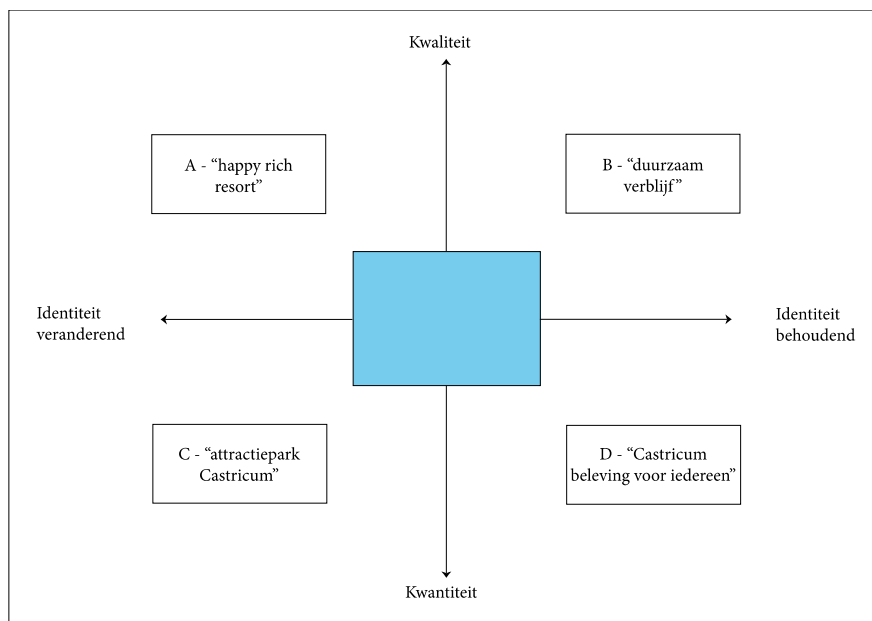 Kwaliteit
A - “happy rich
resort”
B - “duurzaam
verblijf”
Identiteit
veranderend
Identiteit
behoudend
C - “attractiepark
Castricum”
D - “Castricum
beleving voor iedereen”
Kwantiteit